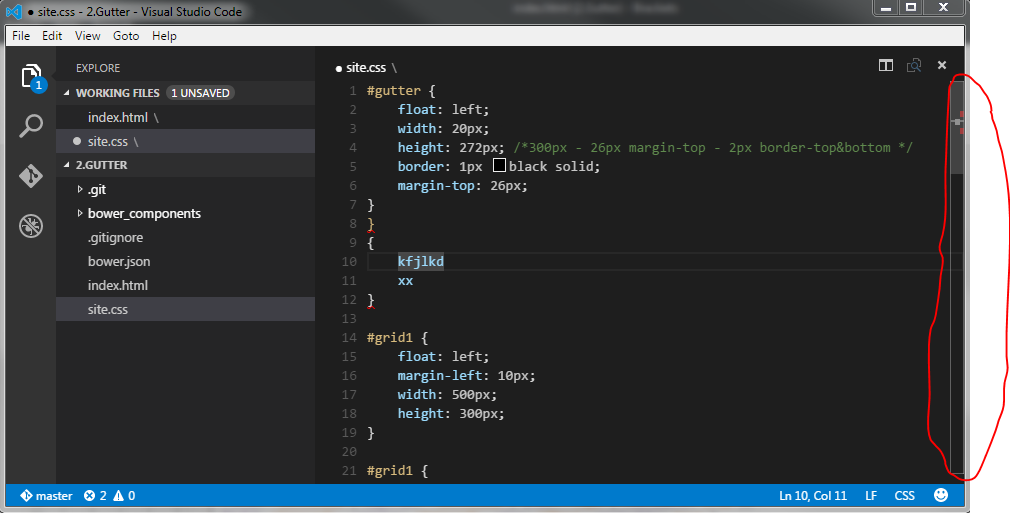 ● site.css - 2.Gutter - Visual Studio Code
File Edit View Goto Help
EXPLORE
WORKING FILES 1 UNSAVED
index.html \
site.css \
2.GUTTER
.git
bower_components
.gitignore
bower.json
index.html
site.css
1
● site.css \
1 #gutter {
2 float: left;
3 width: 20px;
4 height: 272px; /*300px - 26px margin-top - 2px border-top&bottom */
5 border: 1px black solid;
6 margin-top: 26px;
7 }
8 }
9 {
10 kfjlkd
11 xx
12 }
13
14 #grid1 {
15 float: left;
16 margin-left: 10px;
17 width: 500px;
18 height: 300px;
19 }
20
21 #grid1 {
master 2 0 Ln 10, Col 11 LF CSS